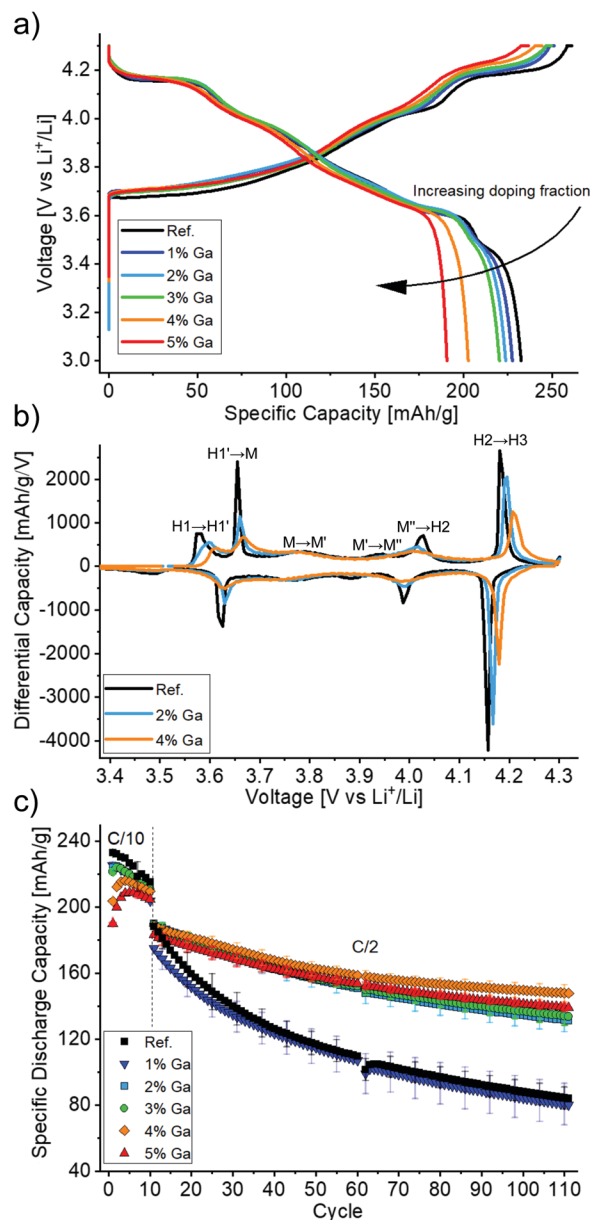 a)
4.2
3.9
3.6
3.3
3.0
Voltage [V vs Li⁺/Li]
Increasing doping fraction
Ref.
1% Ga
2% Ga
3% Ga
4% Ga
5% Ga
0 50 100 150 200 250
Specific Capacity [mAh/g]
b)
H1'→M
H2→H3
H1→H1'
M→M'
M'→M"
M"→H2
2000
1000
0
-1000
-2000
-3000
-4000
Differential Capacity [mAh/g/V]
Ref.
2% Ga
4% Ga
3.4 3.5 3.6 3.7 3.8 3.9 4.0 4.1 4.2 4.3
Voltage [V vs Li⁺/Li]
c)
240
200
160
120
80
40
Specific Discharge Capacity [mAh/g]
C/10
C/2
Ref.
1% Ga
2% Ga
3% Ga
4% Ga
5% Ga
0 10 20 30 40 50 60 70 80 90 100 110
Cycle